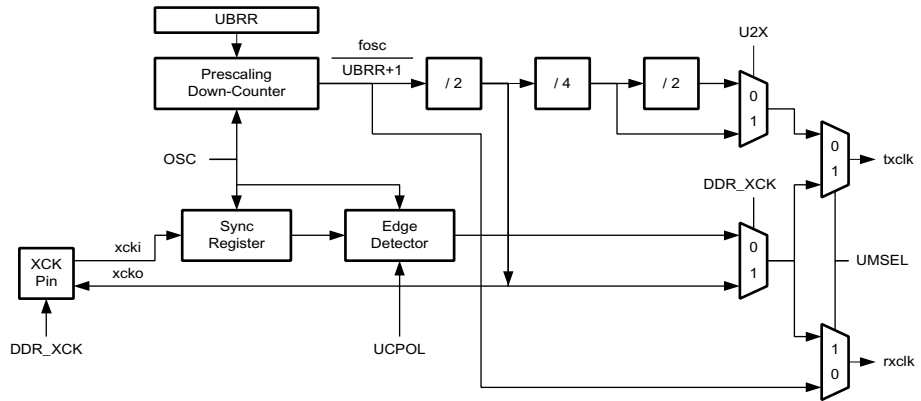 UBRR
U2X
fosc
Prescaling
Down-Counter
UBRR+1
/ 2
/ 4
/ 2
0
1
OSC
0
1
txclk
DDR_XCK
Sync
Register
Edge
Detector
xcki
0
1
XCK
Pin
xcko
UMSEL
DDR_XCK
UCPOL
1
0
rxclk